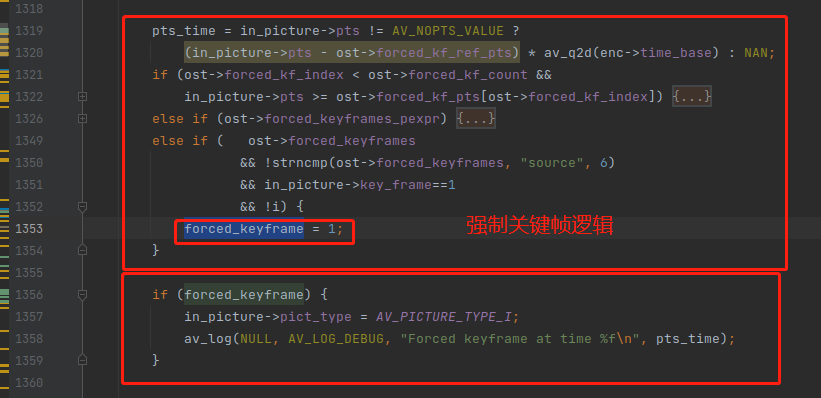 1318
1319 pts_time = in_picture->pts != AV_NOPTS_VALUE ?
1320 (in_picture->pts - ost->forced_kf_ref_pts) * av_q2d(enc->time_base) : NAN;
1321 if (ost->forced_kf_index < ost->forced_kf_count &&
1322 in_picture->pts >= ost->forced_kf_pts[ost->forced_kf_index]) {...}
1326 else if (ost->forced_keyframes_pexpr) {...}
1349 else if (   ost->forced_keyframes
1350 && !strncmp(ost->forced_keyframes, "source", 6)
1351 && in_picture->key_frame==1
1352 && !i) {
1353 forced_keyframe = 1; 强制关键帧逻辑
1354 }
1355
1356 if (forced_keyframe) {
1357 in_picture->pict_type = AV_PICTURE_TYPE_I;
1358 av_log(NULL, AV_LOG_DEBUG, "Forced keyframe at time %f\n", pts_time);
1359 }
1360